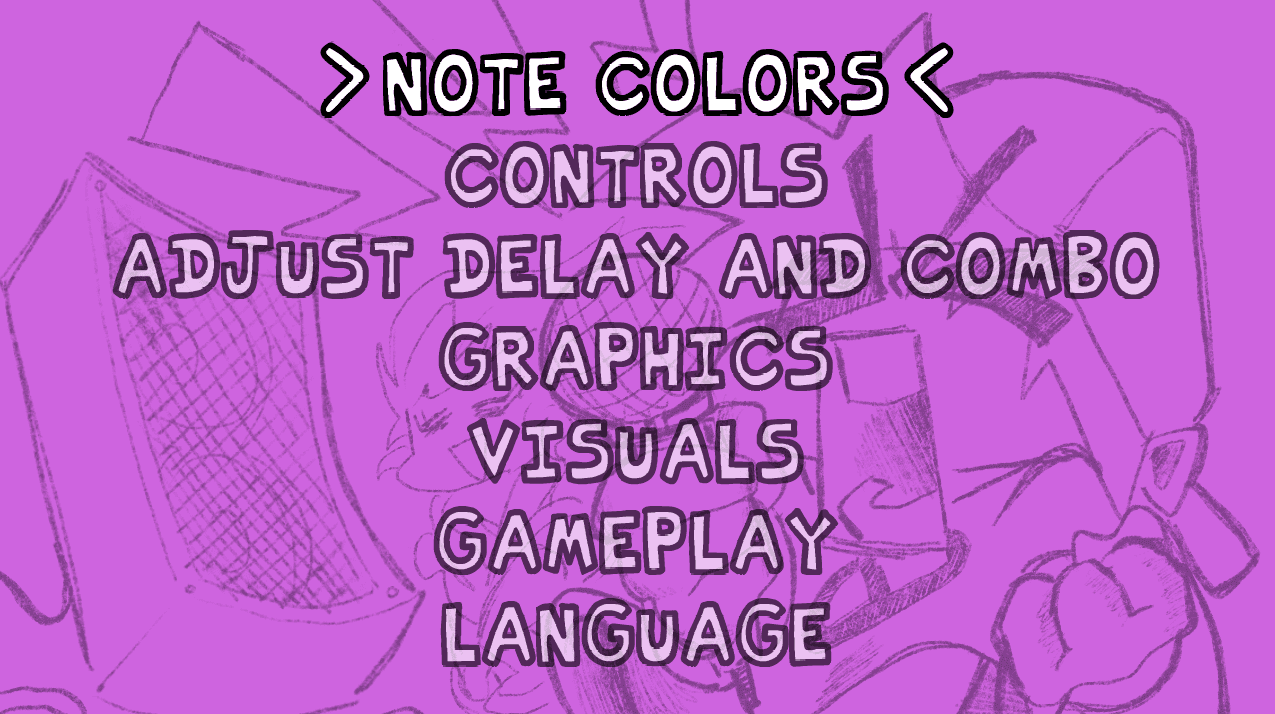 >NOTE COLORS<
CONTROLS
ADJUST DELAY AND COMBO
GRAPHICS
VISUALS
GAMEPLAY
LANGUAGE